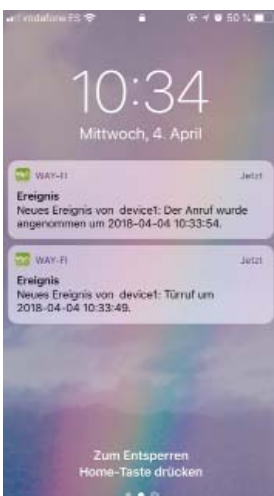 vodafone ES 50 %
10:34
Mittwoch, 4. April
WAY-FI Jetzt
Ereignis
Neues Ereignis von device1: Der Anruf wurde
angenommen um 2018-04-04 10:33:54.
WAY-FI Jetzt
Ereignis
Neues Ereignis von device1: Türruf um
2018-04-04 10:33:49.
Zum Entsperren
Home-Taste drücken